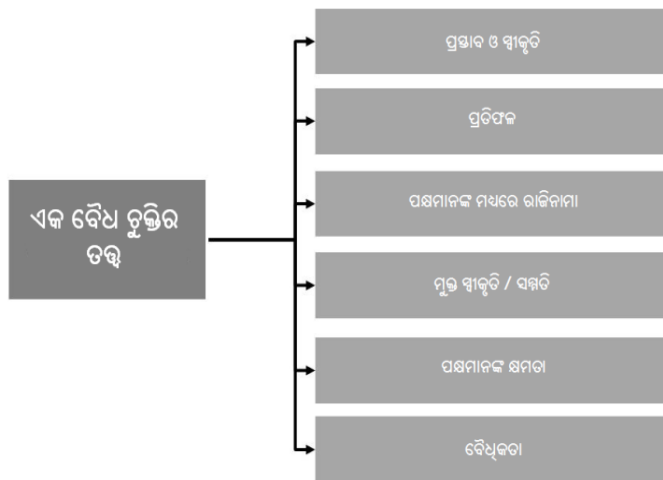 ପ୍ରସ୍ତାବ ଓ ସ୍ୱୀକୃତି
ପ୍ରତିଫଳ
ଏକ ବୈଧ ଚୁକ୍ତିର
ତତ୍ତ୍ୱ
ପକ୍ଷମାନଙ୍କ ମଧ୍ୟରେ ରାଜିନାମା
ମୁକ୍ତ ସ୍ୱୀକୃତି / ସମ୍ମତି
ପକ୍ଷମାନଙ୍କ କ୍ଷମତା
ବୈଧିକତା